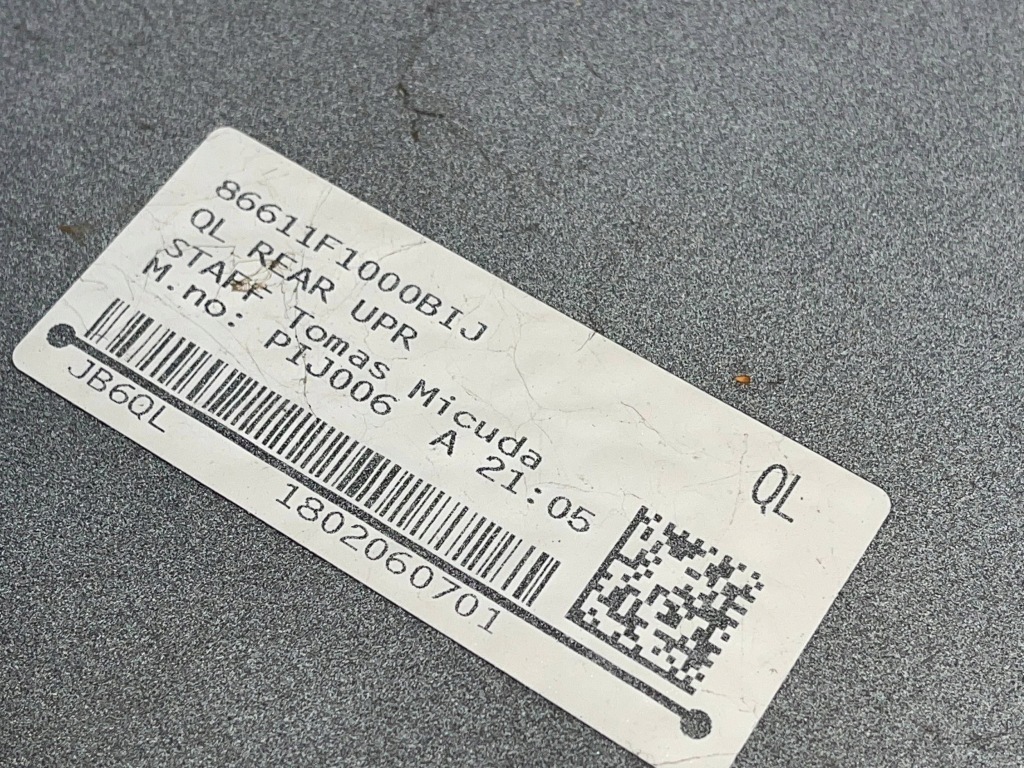 86611F1000BIJ
QL REAR UPR
STAFF Tomas Micuda
M.no: PIJ006 A 21:05
QL
JB6QL
1802060701